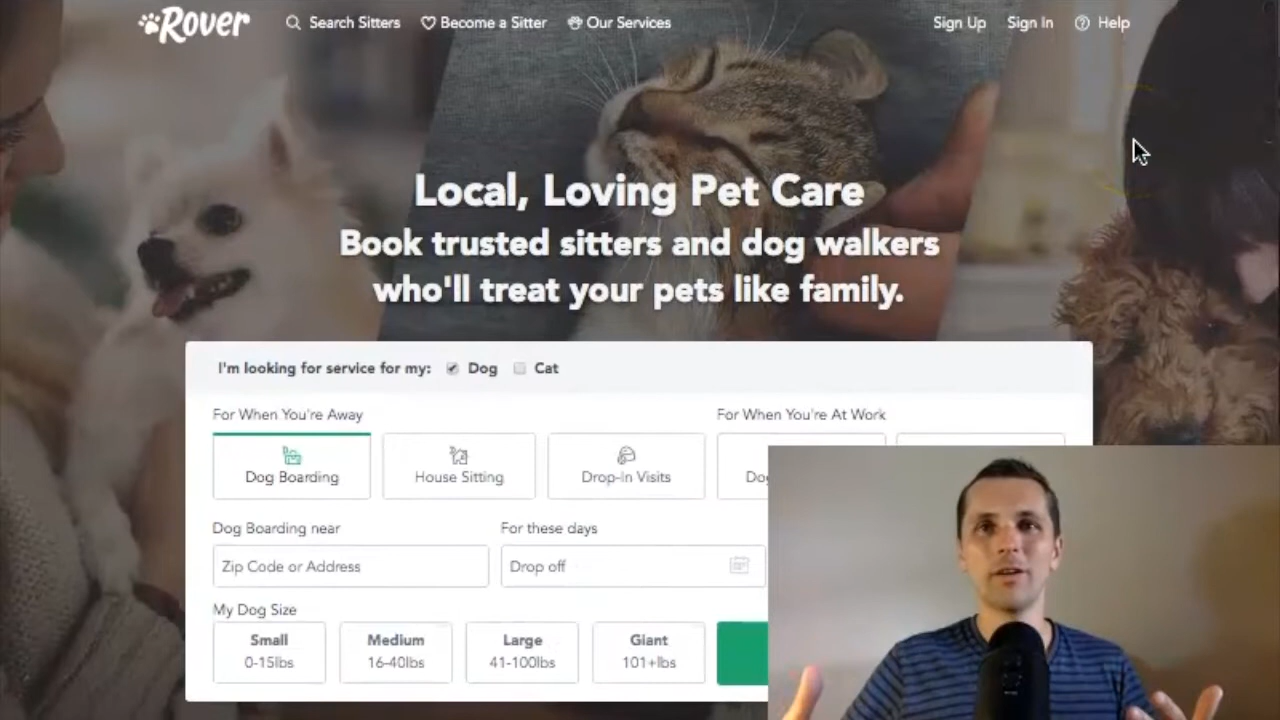 Rover
Search Sitters
Become a Sitter
Our Services
Sign Up
Sign In
Help
Local, Loving Pet Care
Book trusted sitters and dog walkers
who'll treat your pets like family.
I'm looking for service for my:
Dog
Cat
For When You're Away
For When You're At Work
Dog Boarding
House Sitting
Drop-In Visits
Dog Boarding near
For these days
Zip Code or Address
Drop off
My Dog Size
Small
Medium
Large
Giant
0-15lbs
16-40lbs
41-100lbs
101+lbs